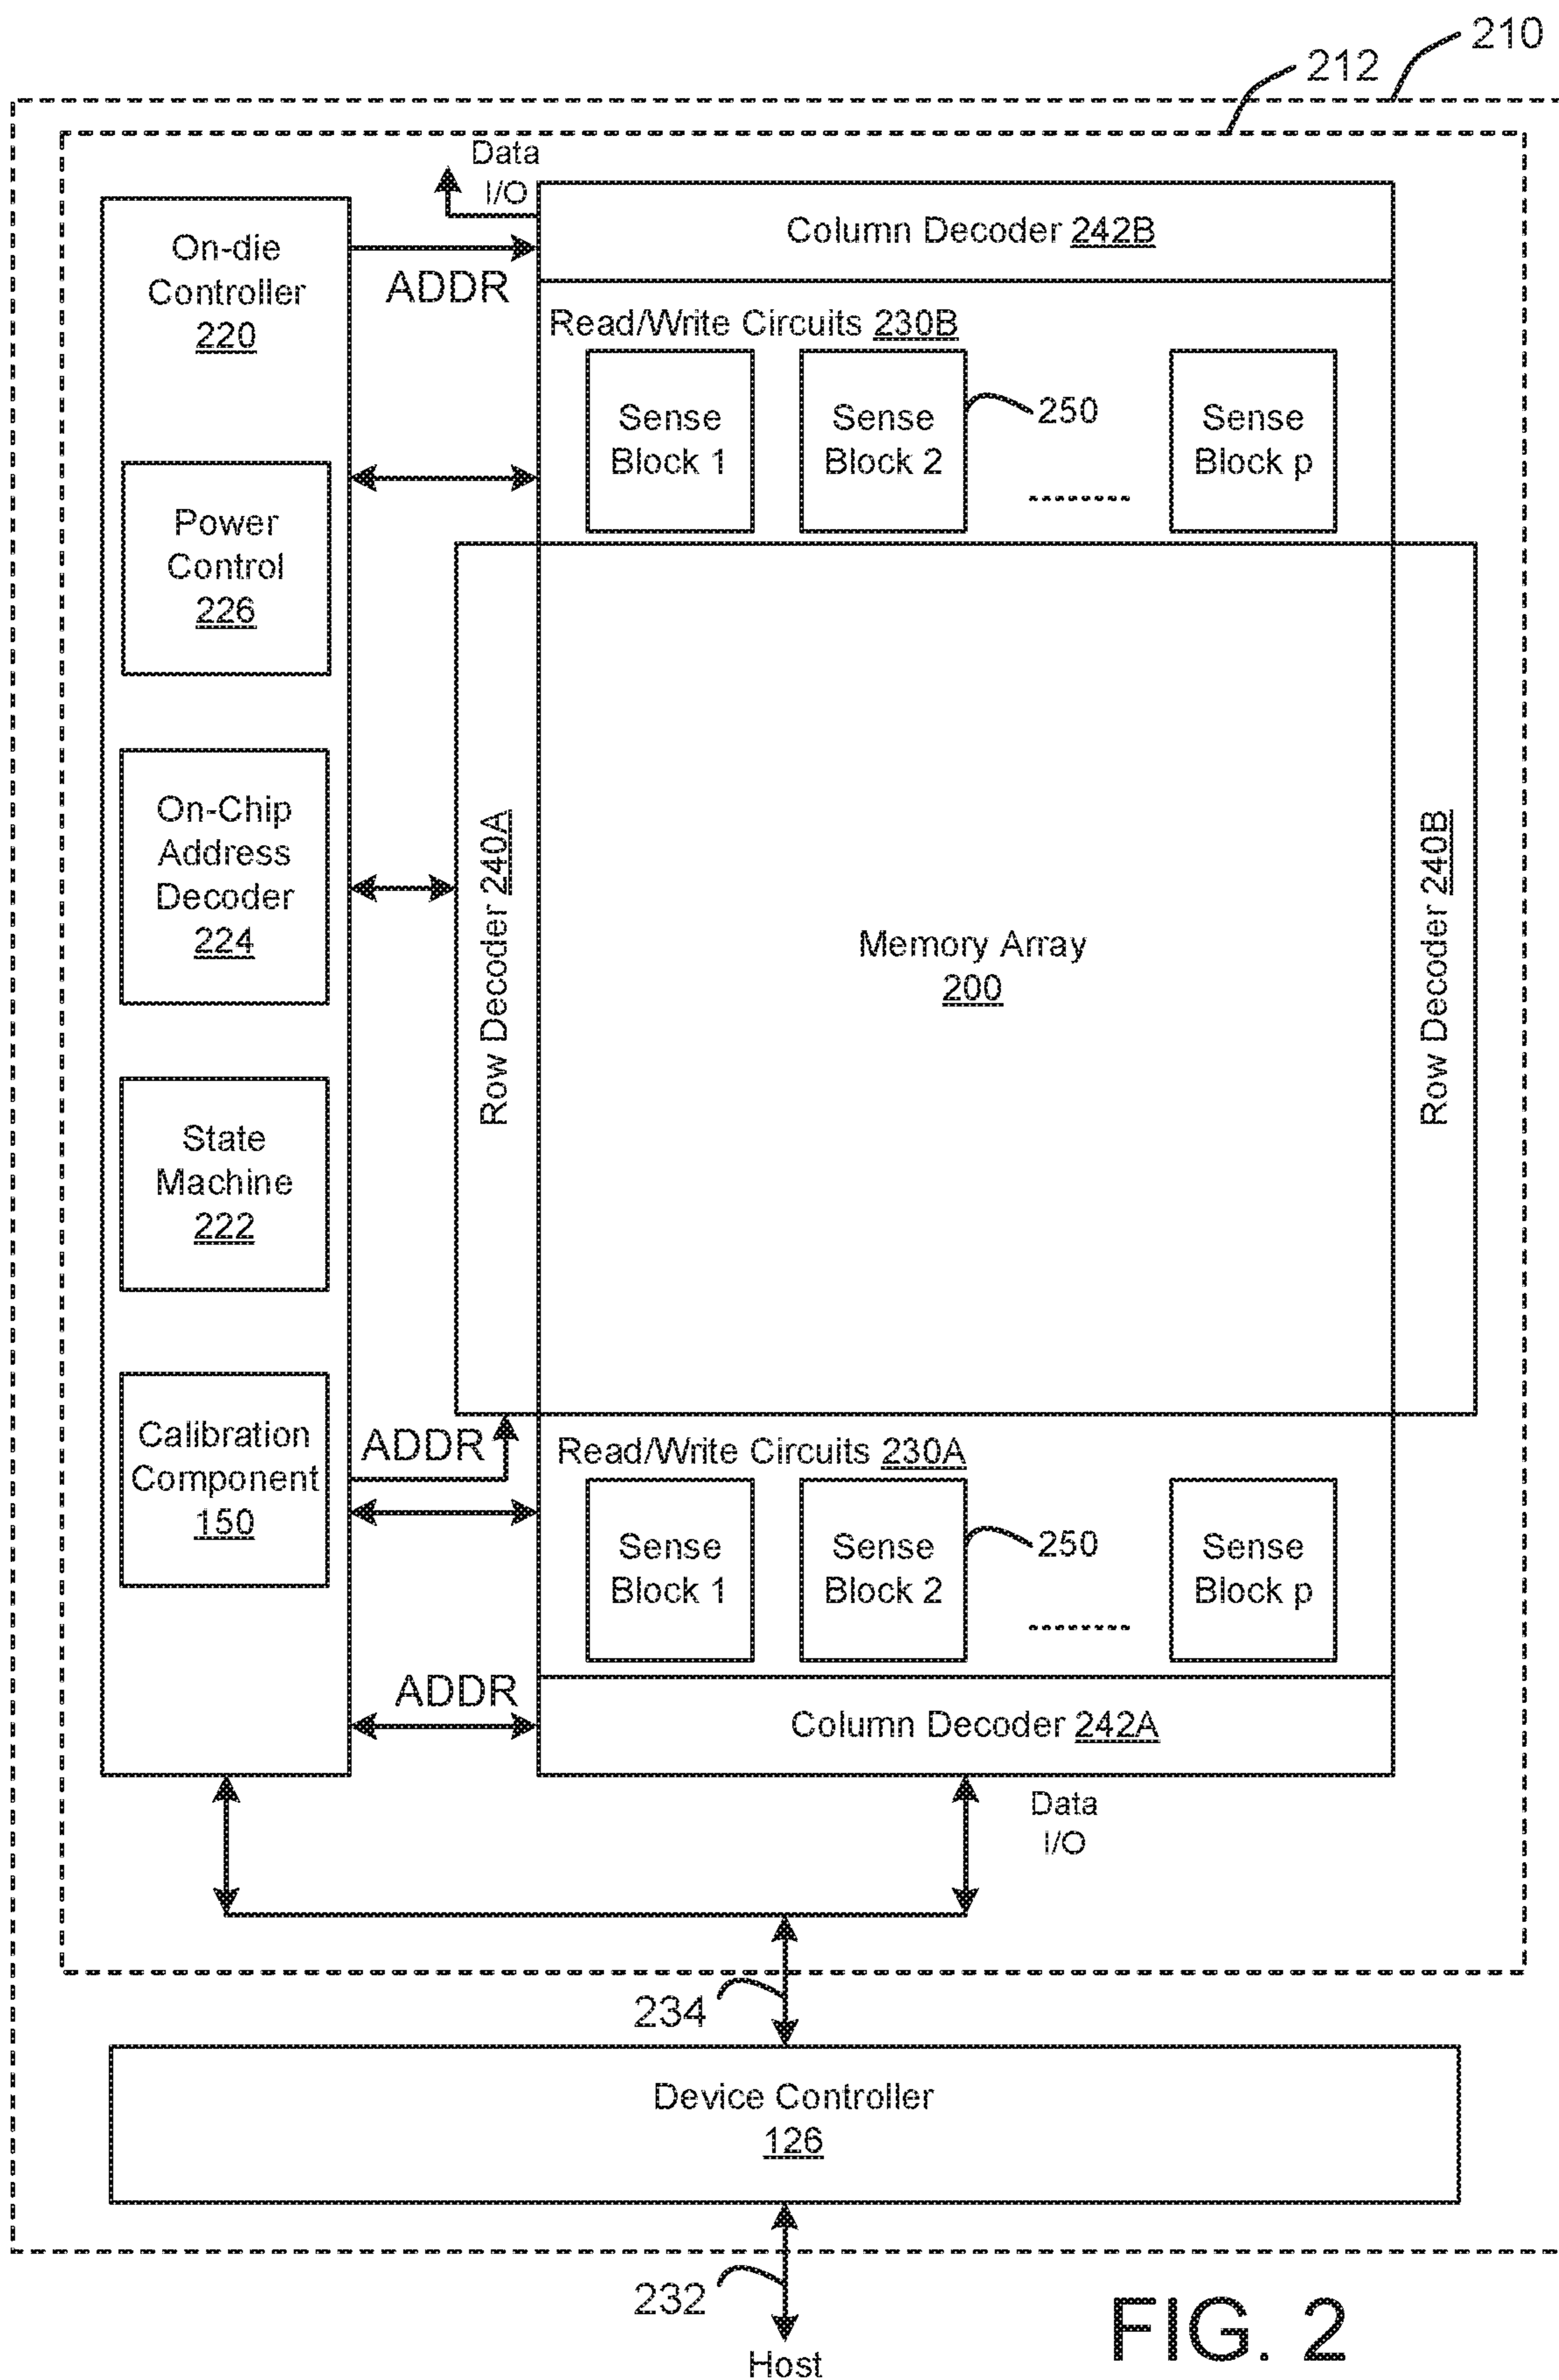 210
212
Data
I/O
On-die
Controller
220
ADDR
Column Decoder 242B
Read/Write Circuits 230B
Sense
Block 1
Sense
Block 2
250
Sense
Block p
Power
Control
226
On-Chip
Address
Decoder
224
State
Machine
222
Calibration
Component
150
Row Decoder 240A
Memory Array
200
Row Decoder 240B
ADDR
Read/Write Circuits 230A
Sense
Block 1
Sense
Block 2
250
Sense
Block p
ADDR
Column Decoder 242A
Data
I/O
234
Device Controller
126
232
Host
FIG. 2